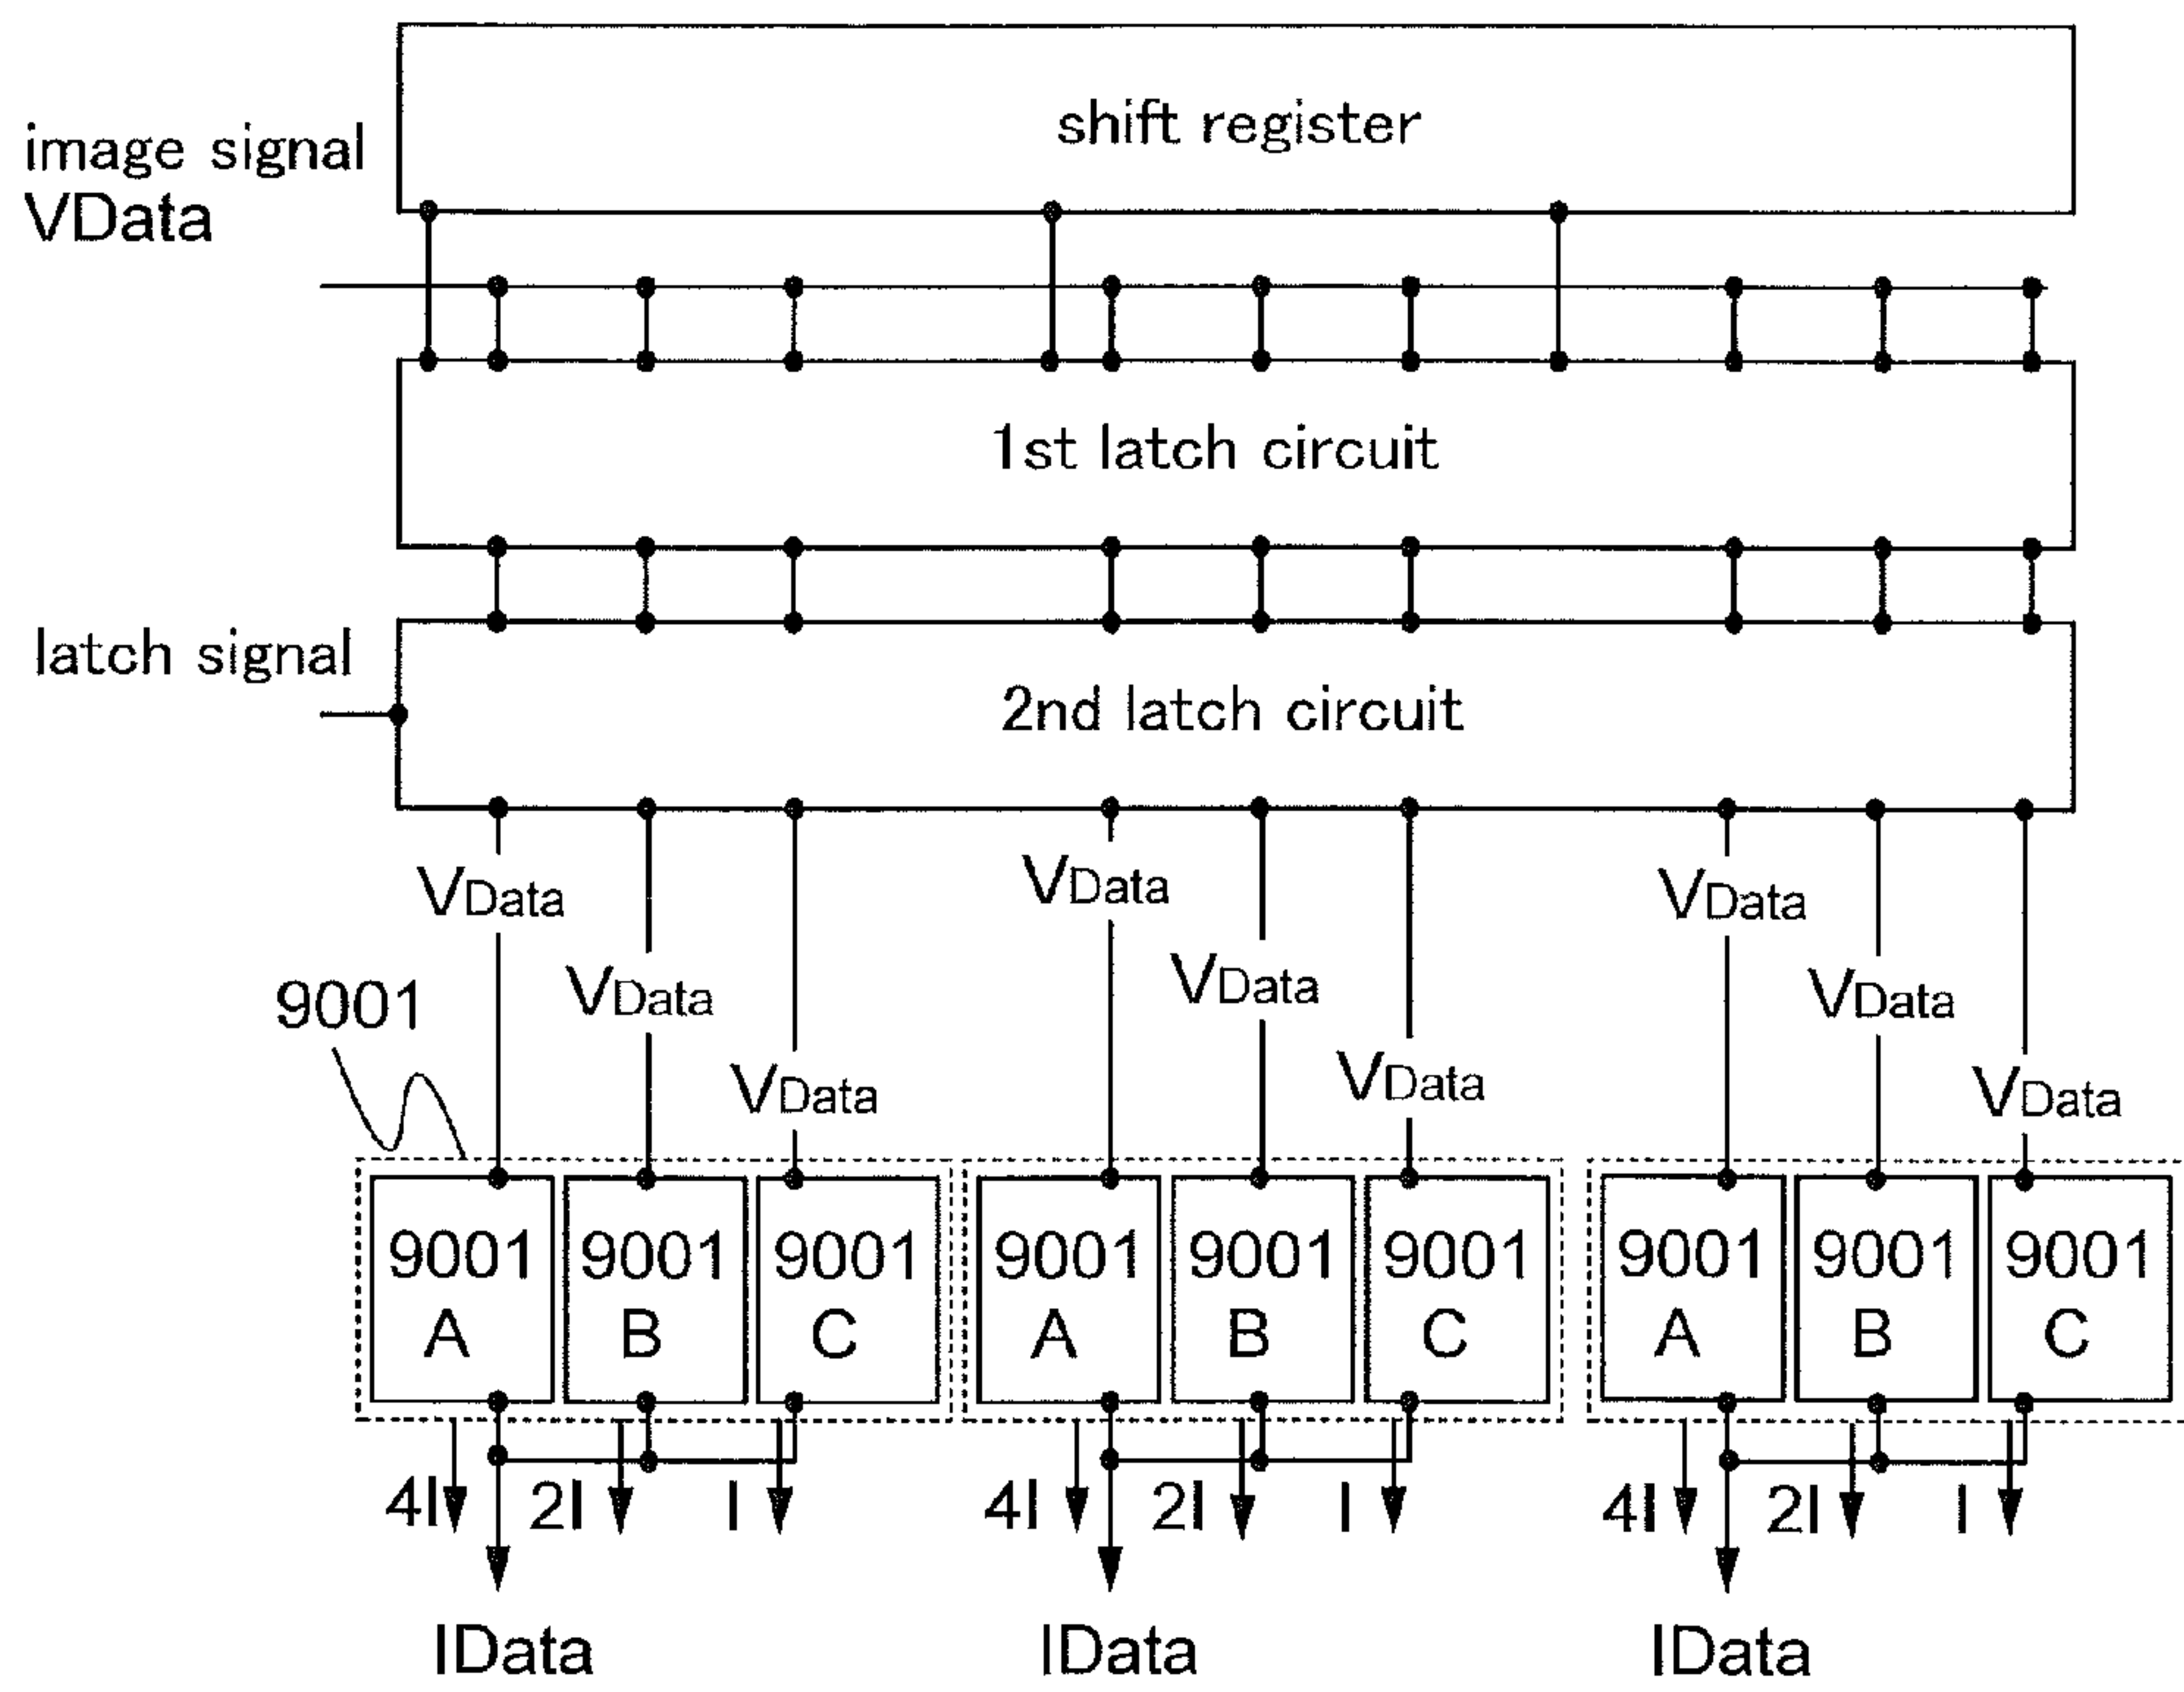 shift register
image signal
VData
1st latch circuit
latch signal
2nd latch circuit
VData VData VData
VData VData VData
VData VData VData
9001
9001 9001 9001 9001 9001 9001 9001 9001 9001
A B C A B C A B C
4I 2I I 4I 2I I 4I 2I I
IData IData IData